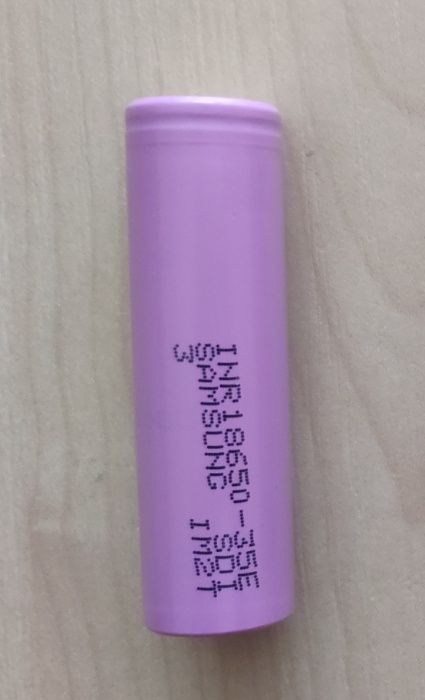 INR18650-35E
SAMSUNG SDI
3 IM2T